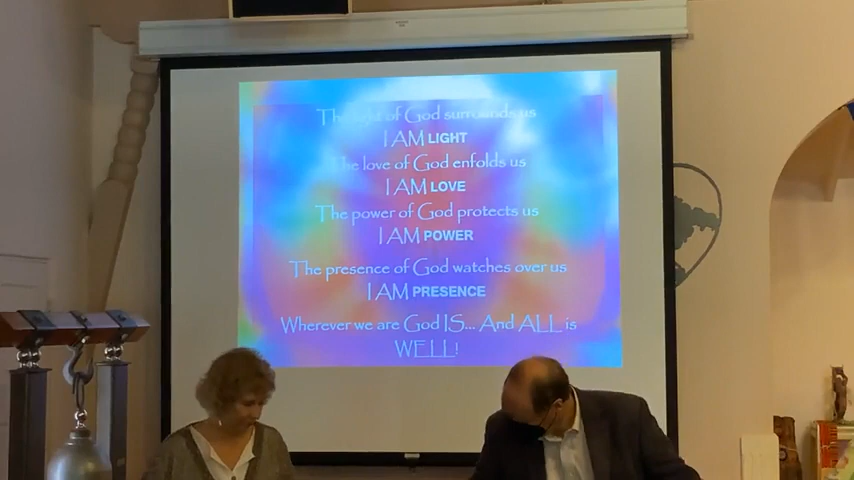 The light of God surrounds us
I AM LIGHT
The love of God enfolds us
I AM LOVE
The power of God protects us
I AM POWER
The presence of God watches over us
I AM PRESENCE
Wherever we are God IS... And ALL is
WELL!